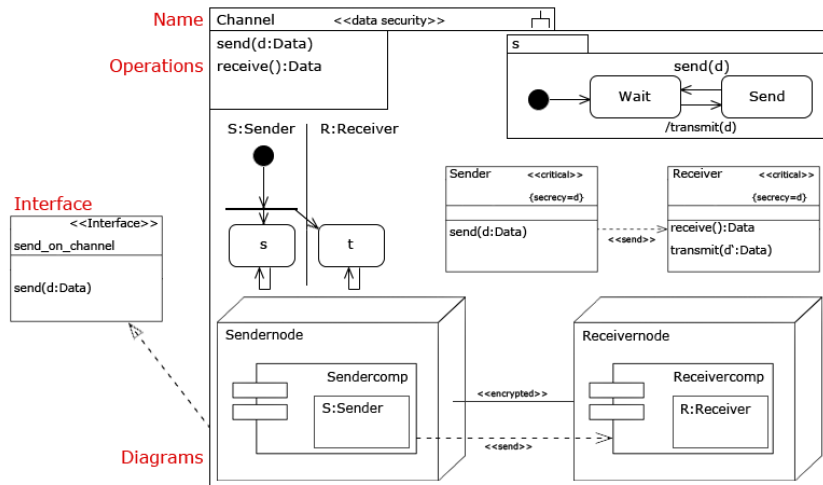 Name
Channel <<data security>>
send(d:Data)
Operations
receive():Data
s
send(d)
Wait
Send
/transmit(d)
S:Sender R:Receiver
Sender <<critical>>
{secrecy=d}
send(d:Data)
<<send>>
Receiver <<critical>>
{secrecy=d}
receive():Data
transmit(d`:Data)
Interface
<<Interface>>
send_on_channel
send(d:Data)
s
t
Sendernode
Sendercomp
S:Sender
<<encrypted>>
<<send>>
Receivernode
Receivercomp
R:Receiver
Diagrams